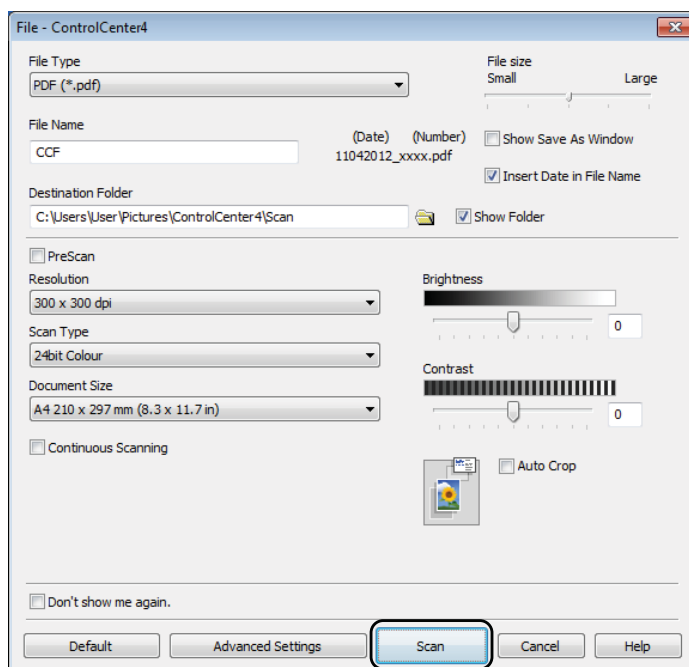 File - ControlCenter4
File Type
PDF (*.pdf)
File size
Small Large
File Name
CCF
(Date) (Number)
11042012_xxxx.pdf
Show Save As Window
Insert Date in File Name
Destination Folder
C:\Users\User\Pictures\ControlCenter4\Scan
Show Folder
PreScan
Resolution
300 x 300 dpi
Scan Type
24bit Colour
Document Size
A4 210 x 297 mm (8.3 x 11.7 in)
Continuous Scanning
Brightness
0
Contrast
0
Auto Crop
Don't show me again.
Default Advanced Settings Scan Cancel Help